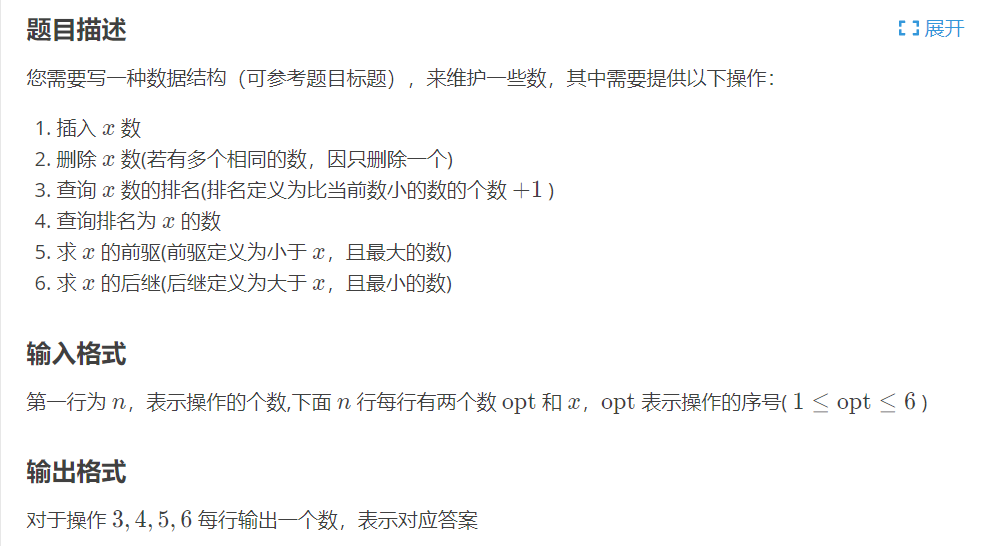 题目描述
展开
您需要写一种数据结构（可参考题目标题），来维护一些数，其中需要提供以下操作：
1. 插入 x 数
2. 删除 x 数(若有多个相同的数，因只删除一个)
3. 查询 x 数的排名(排名定义为比当前数小的数的个数 +1 )
4. 查询排名为 x 的数
5. 求 x 的前驱(前驱定义为小于 x，且最大的数)
6. 求 x 的后继(后继定义为大于 x，且最小的数)
输入格式
第一行为 n，表示操作的个数,下面 n 行每行有两个数 opt 和 x，opt 表示操作的序号( 1 ≤ opt ≤ 6 )
输出格式
对于操作 3, 4, 5, 6 每行输出一个数，表示对应答案